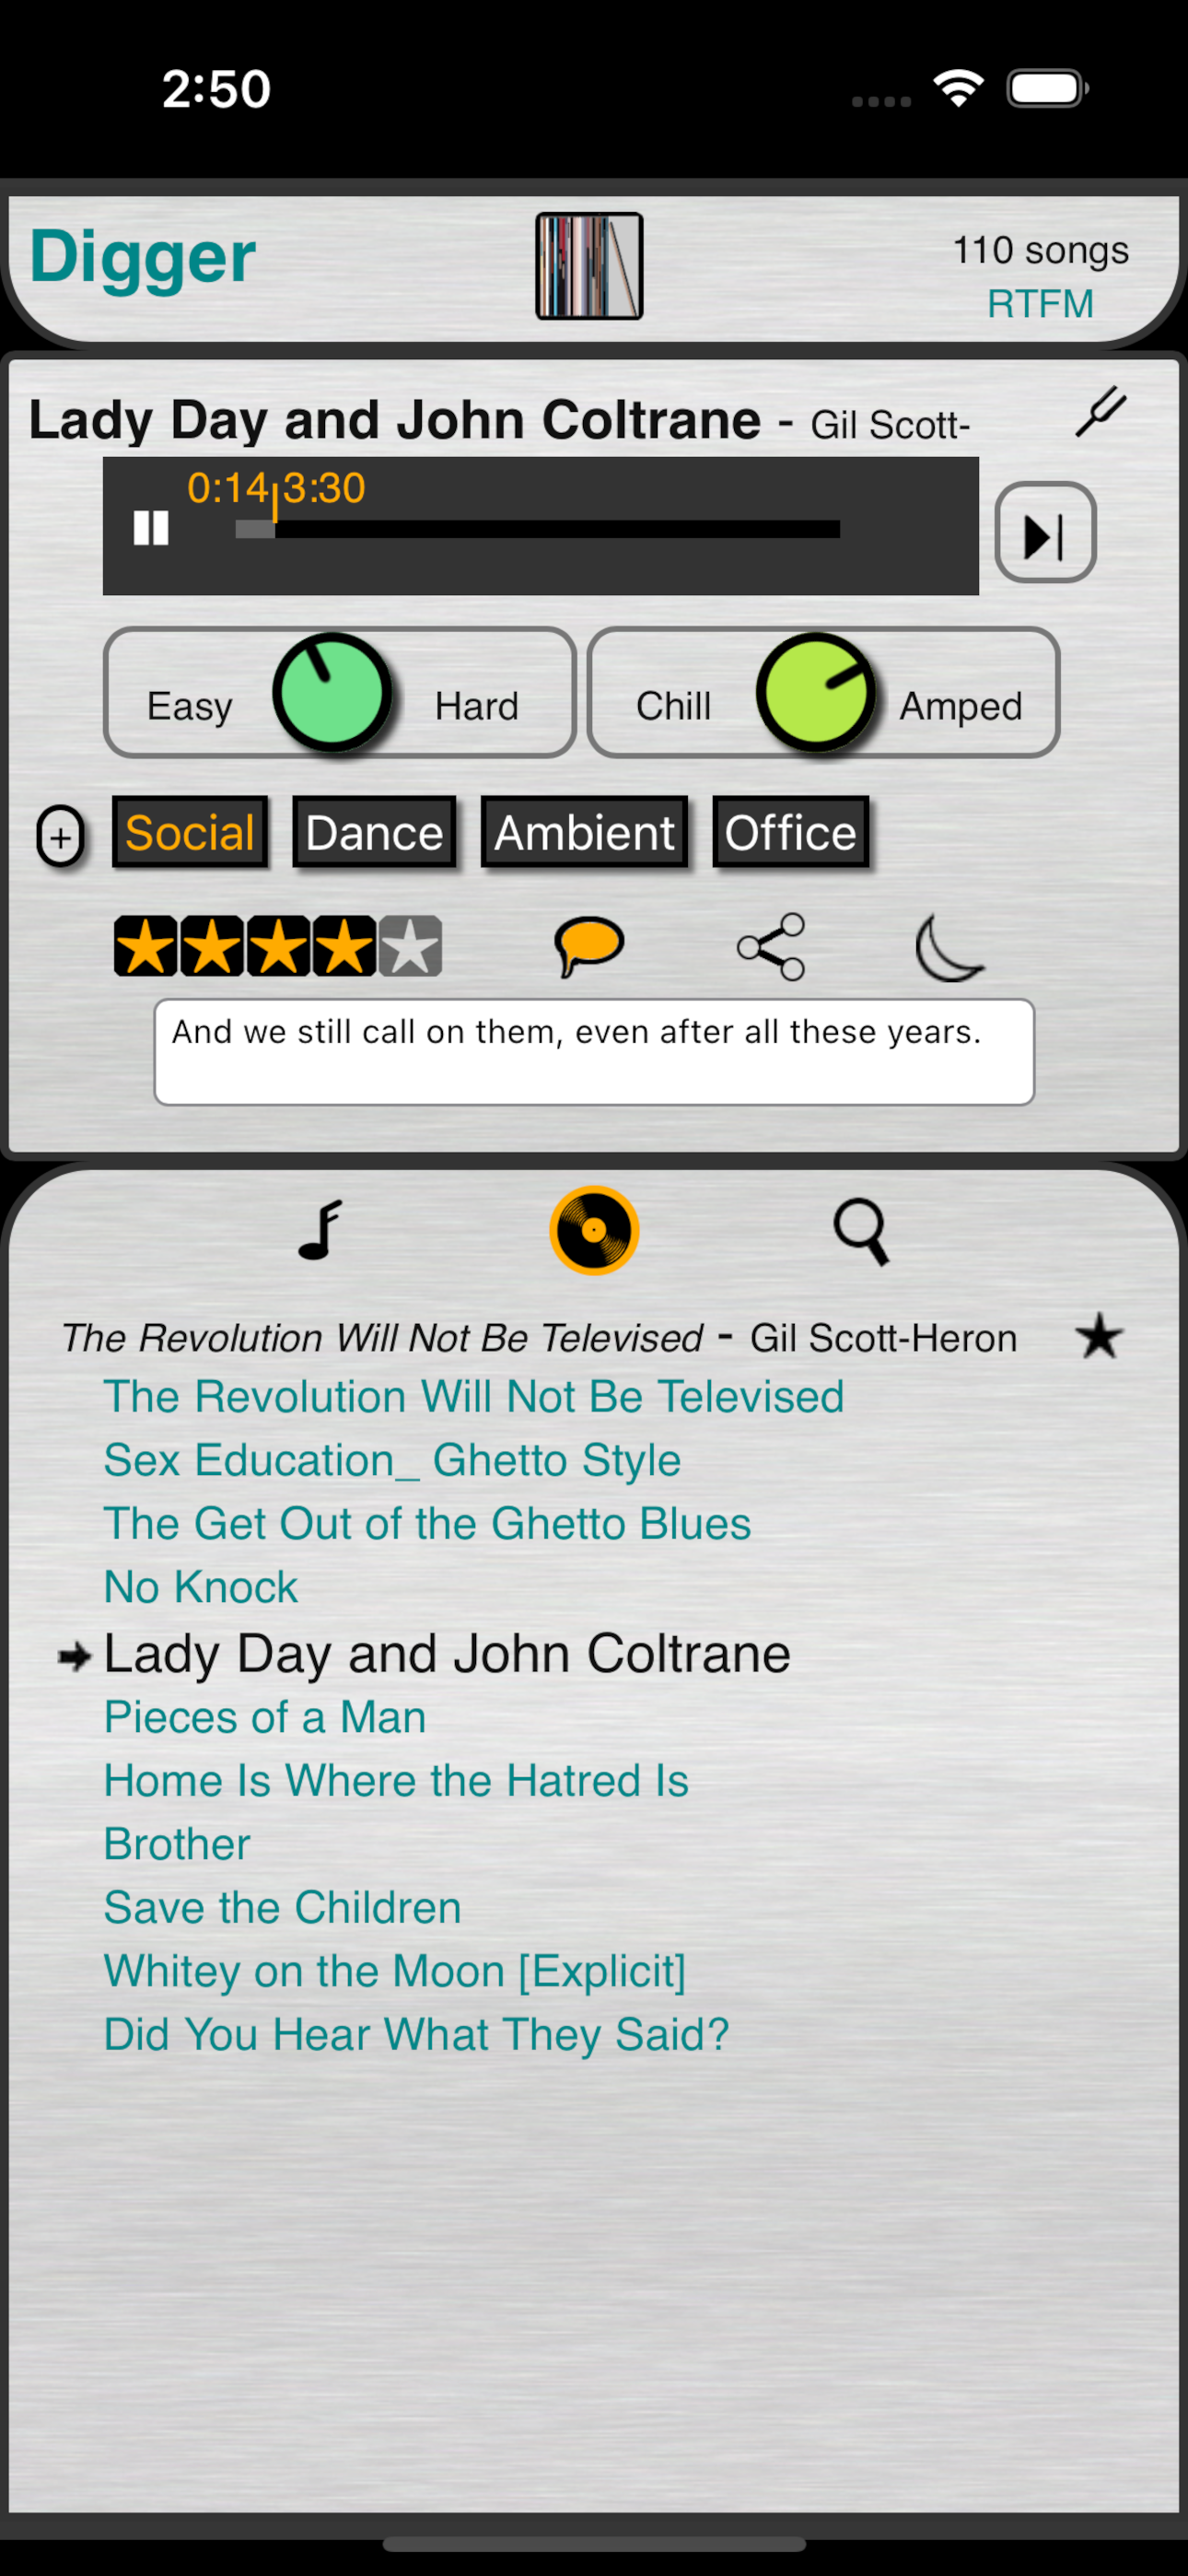 2:50
Digger
110 songs
RTFM
Lady Day and John Coltrane - Gil Scott-
0:14 3:30
Easy Hard Chill Amped
+ Social Dance Ambient Office
And we still call on them, even after all these years.
The Revolution Will Not Be Televised - Gil Scott-Heron
The Revolution Will Not Be Televised
Sex Education_ Ghetto Style
The Get Out of the Ghetto Blues
No Knock
Lady Day and John Coltrane
Pieces of a Man
Home Is Where the Hatred Is
Brother
Save the Children
Whitey on the Moon [Explicit]
Did You Hear What They Said?